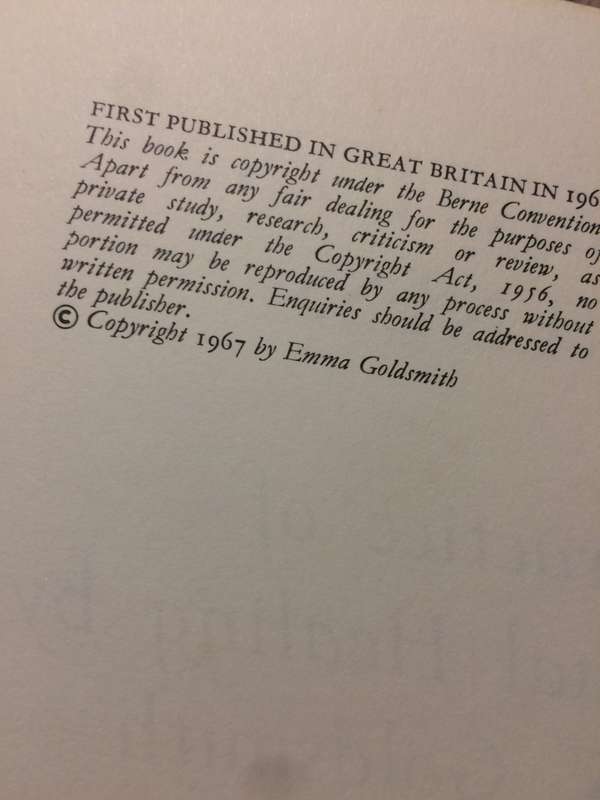 FIRST PUBLISHED IN GREAT BRITAIN IN 196
This book is copyright under the Berne Convention
Apart from any fair dealing for the purposes of
private study, research, criticism or review, as
permitted under the Copyright Act, 1956, no
portion may be reproduced by any process without
written permission. Enquiries should be addressed to
the publisher.
© Copyright 1967 by Emma Goldsmith